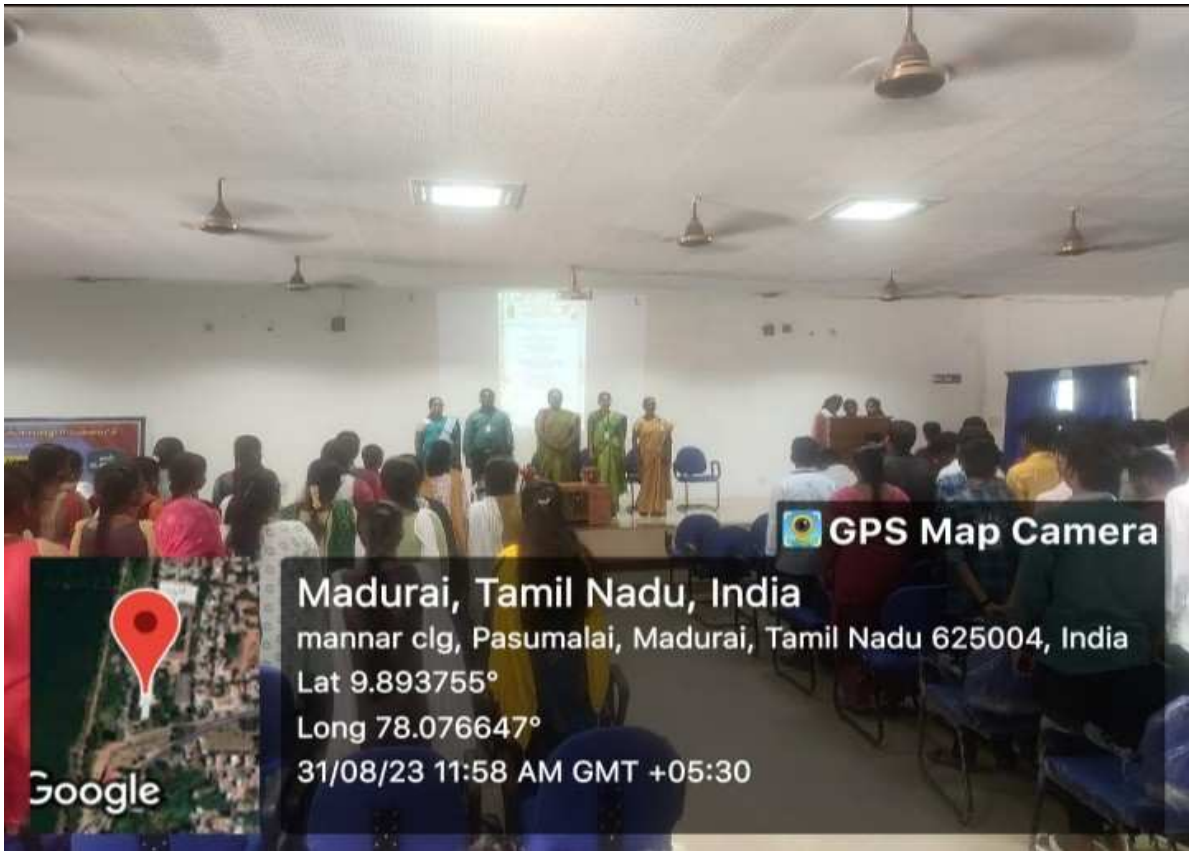 GPS Map Camera
Madurai, Tamil Nadu, India
mannar clg, Pasumalai, Madurai, Tamil Nadu 625004, India
Lat 9.893755°
Long 78.076647°
31/08/23 11:58 AM GMT +05:30
Google